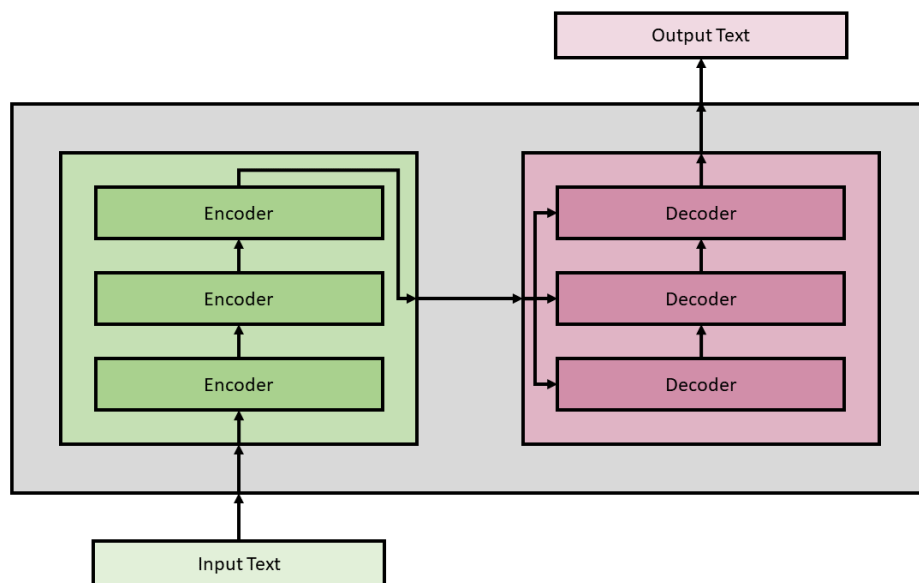 Output Text
Encoder
Encoder
Encoder
Decoder
Decoder
Decoder
Input Text